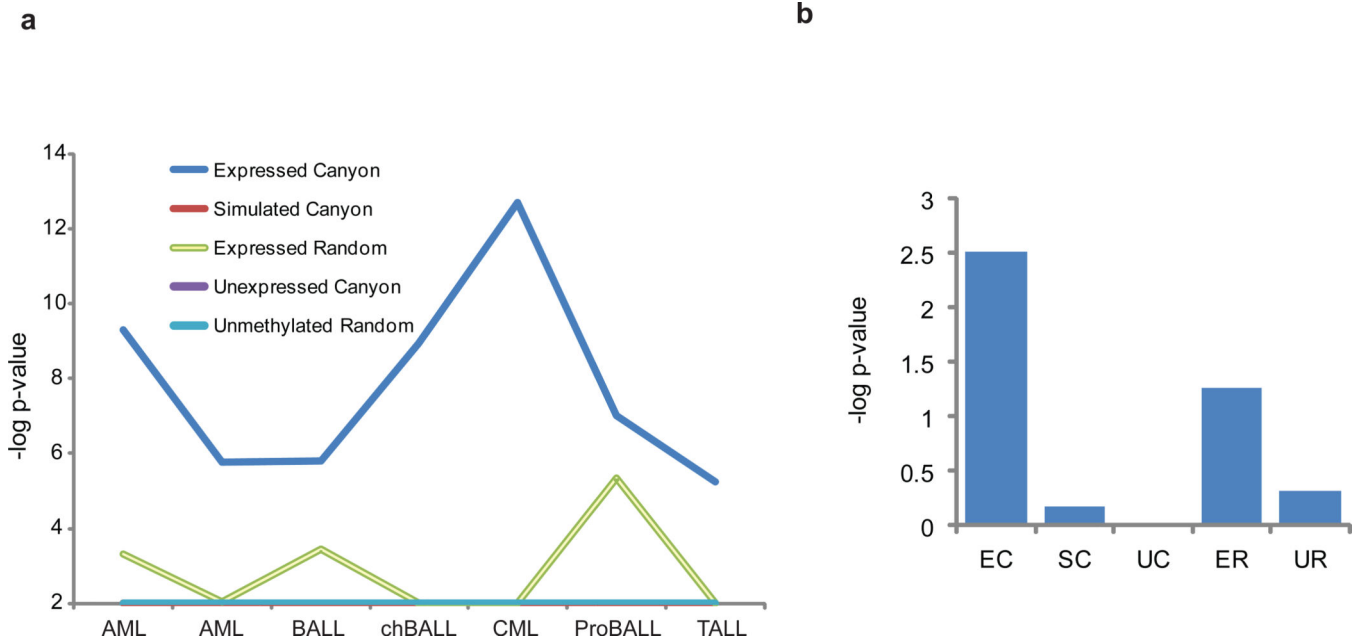 a
-log p-value
14
12
10
8
6
4
2
Expressed Canyon
Simulated Canyon
Expressed Random
Unexpressed Canyon
Unmethylated Random
AML AML BALL chBALL CML ProBALL TALL
b
-log p-value
3
2.5
2
1.5
1
0.5
0
EC SC UC ER UR